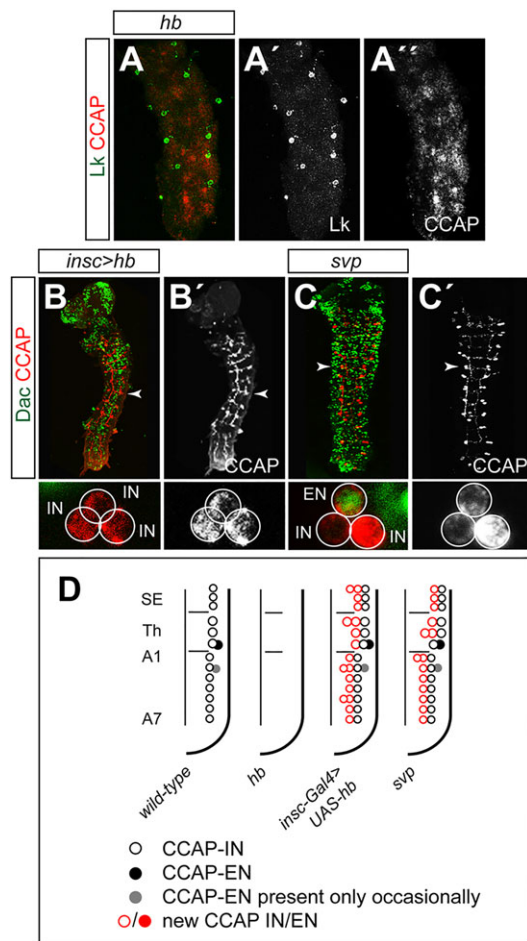 hb
A
A´
A´´
Lk CCAP
Lk
CCAP
insc>hb
svp
B
B´
C
C´
Dac CCAP
CCAP
CCAP
IN
IN
IN
EN
IN
IN
D
SE
Th
A1
A7
wild-type
hb
insc-Gal4>
UAS-hb
svp
CCAP-IN
CCAP-EN
CCAP-EN present only occasionally
new CCAP IN/EN